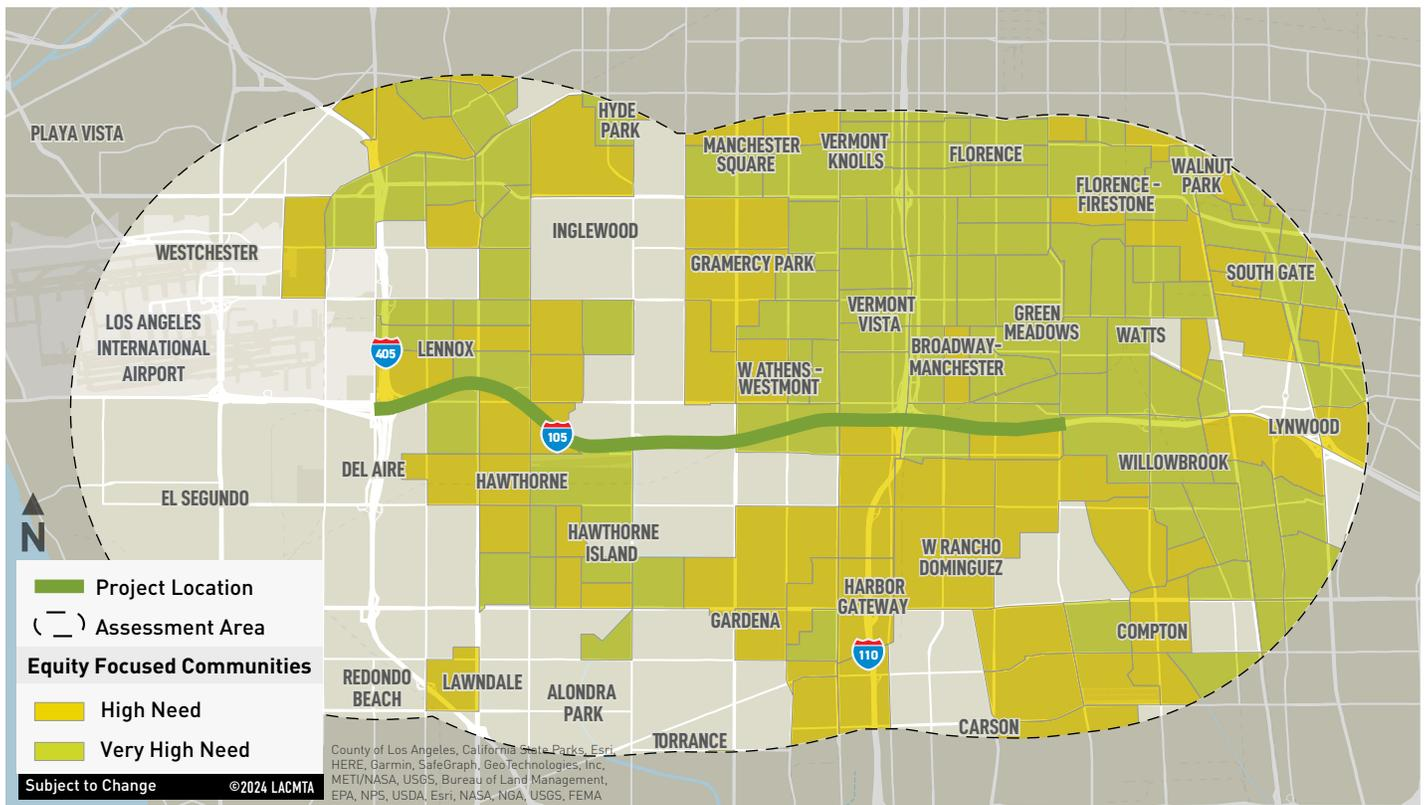 HYDE
PARK
PLAYA VISTA
MANCHESTER
SQUARE
VERMONT
KNOLLS
FLORENCE
WALNUT
PARK
FLORENCE -
FIRESTONE
INGLEWOOD
WESTCHESTER
GRAMERCY PARK
SOUTH GATE
LOS ANGELES
INTERNATIONAL
AIRPORT
VERMONT
VISTA
GREEN
MEADOWS
WATTS
405
LENNOX
BROADWAY-
MANCHESTER
W ATHENS -
WESTMONT
105
LYNWOOD
DEL AIRE
HAWTHORNE
WILLOWBROOK
EL SEGUNDO
N
HAWTHORNE
ISLAND
W RANCHO
DOMINGUEZ
HARBOR
GATEWAY
GARDENA
COMPTON
110
REDONDO
BEACH
LAWNDALE
ALONDRA
PARK
CARSON
TORRANCE
Project Location
Assessment Area
Equity Focused Communities
High Need
Very High Need
Subject to Change ©2024 LACMTA
County of Los Angeles, California State Parks, Esri,
HERE, Garmin, SafeGraph, GeoTechnologies, Inc,
METI/NASA, USGS, Bureau of Land Management,
EPA, NPS, USDA, Esri, NASA, NGA, USGS, FEMA